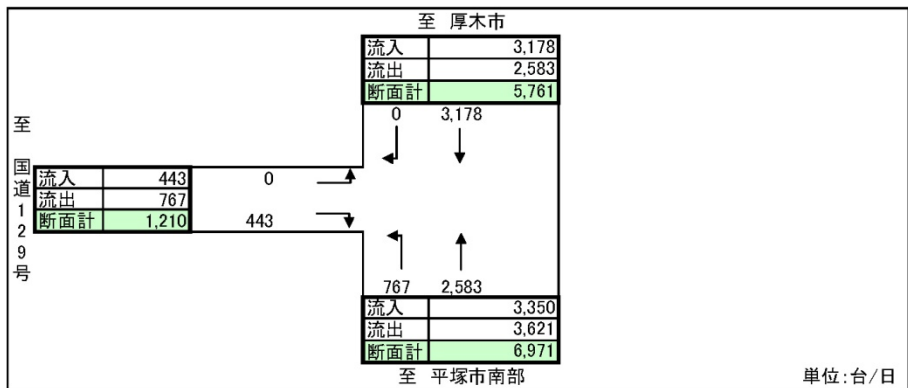 至 厚木市
流入 3,178
流出 2,583
断面計 5,761
0 3,178
至 国道129号
流入 443
流出 767
断面計 1,210
0
443
767 2,583
流入 3,350
流出 3,621
断面計 6,971
至 平塚市南部
単位:台/日